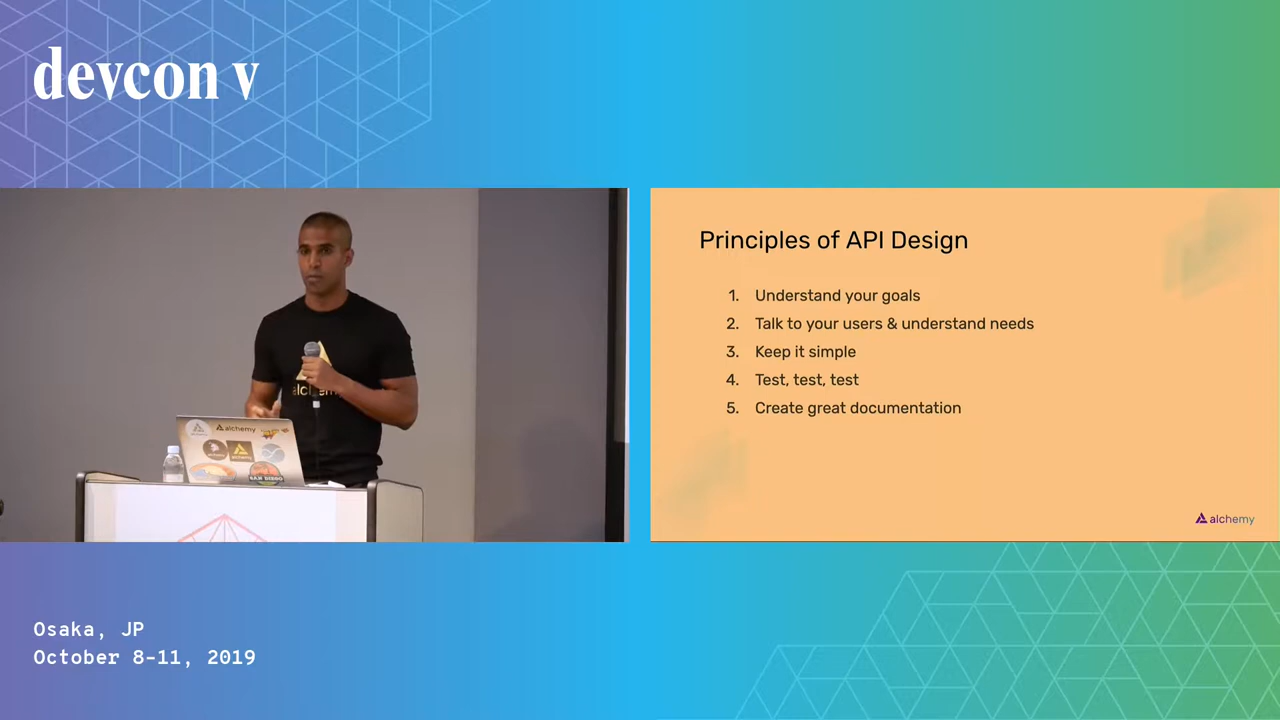 devcon v
Principles of API Design
1. Understand your goals
2. Talk to your users & understand needs
3. Keep it simple
4. Test, test, test
5. Create great documentation
alchemy
alchemy
Osaka, JP
October 8-11, 2019